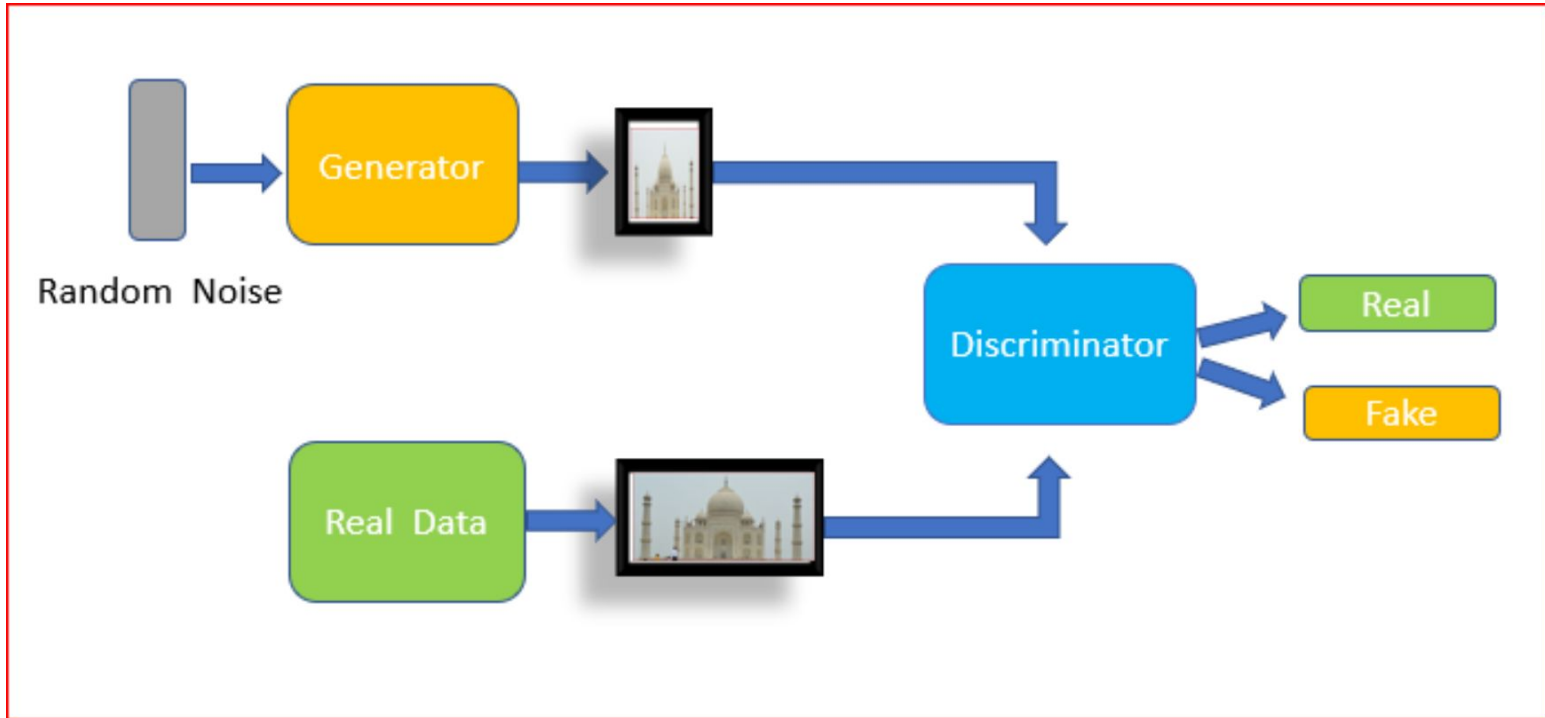 Generator
Random Noise
Discriminator
Real
Fake
Real Data